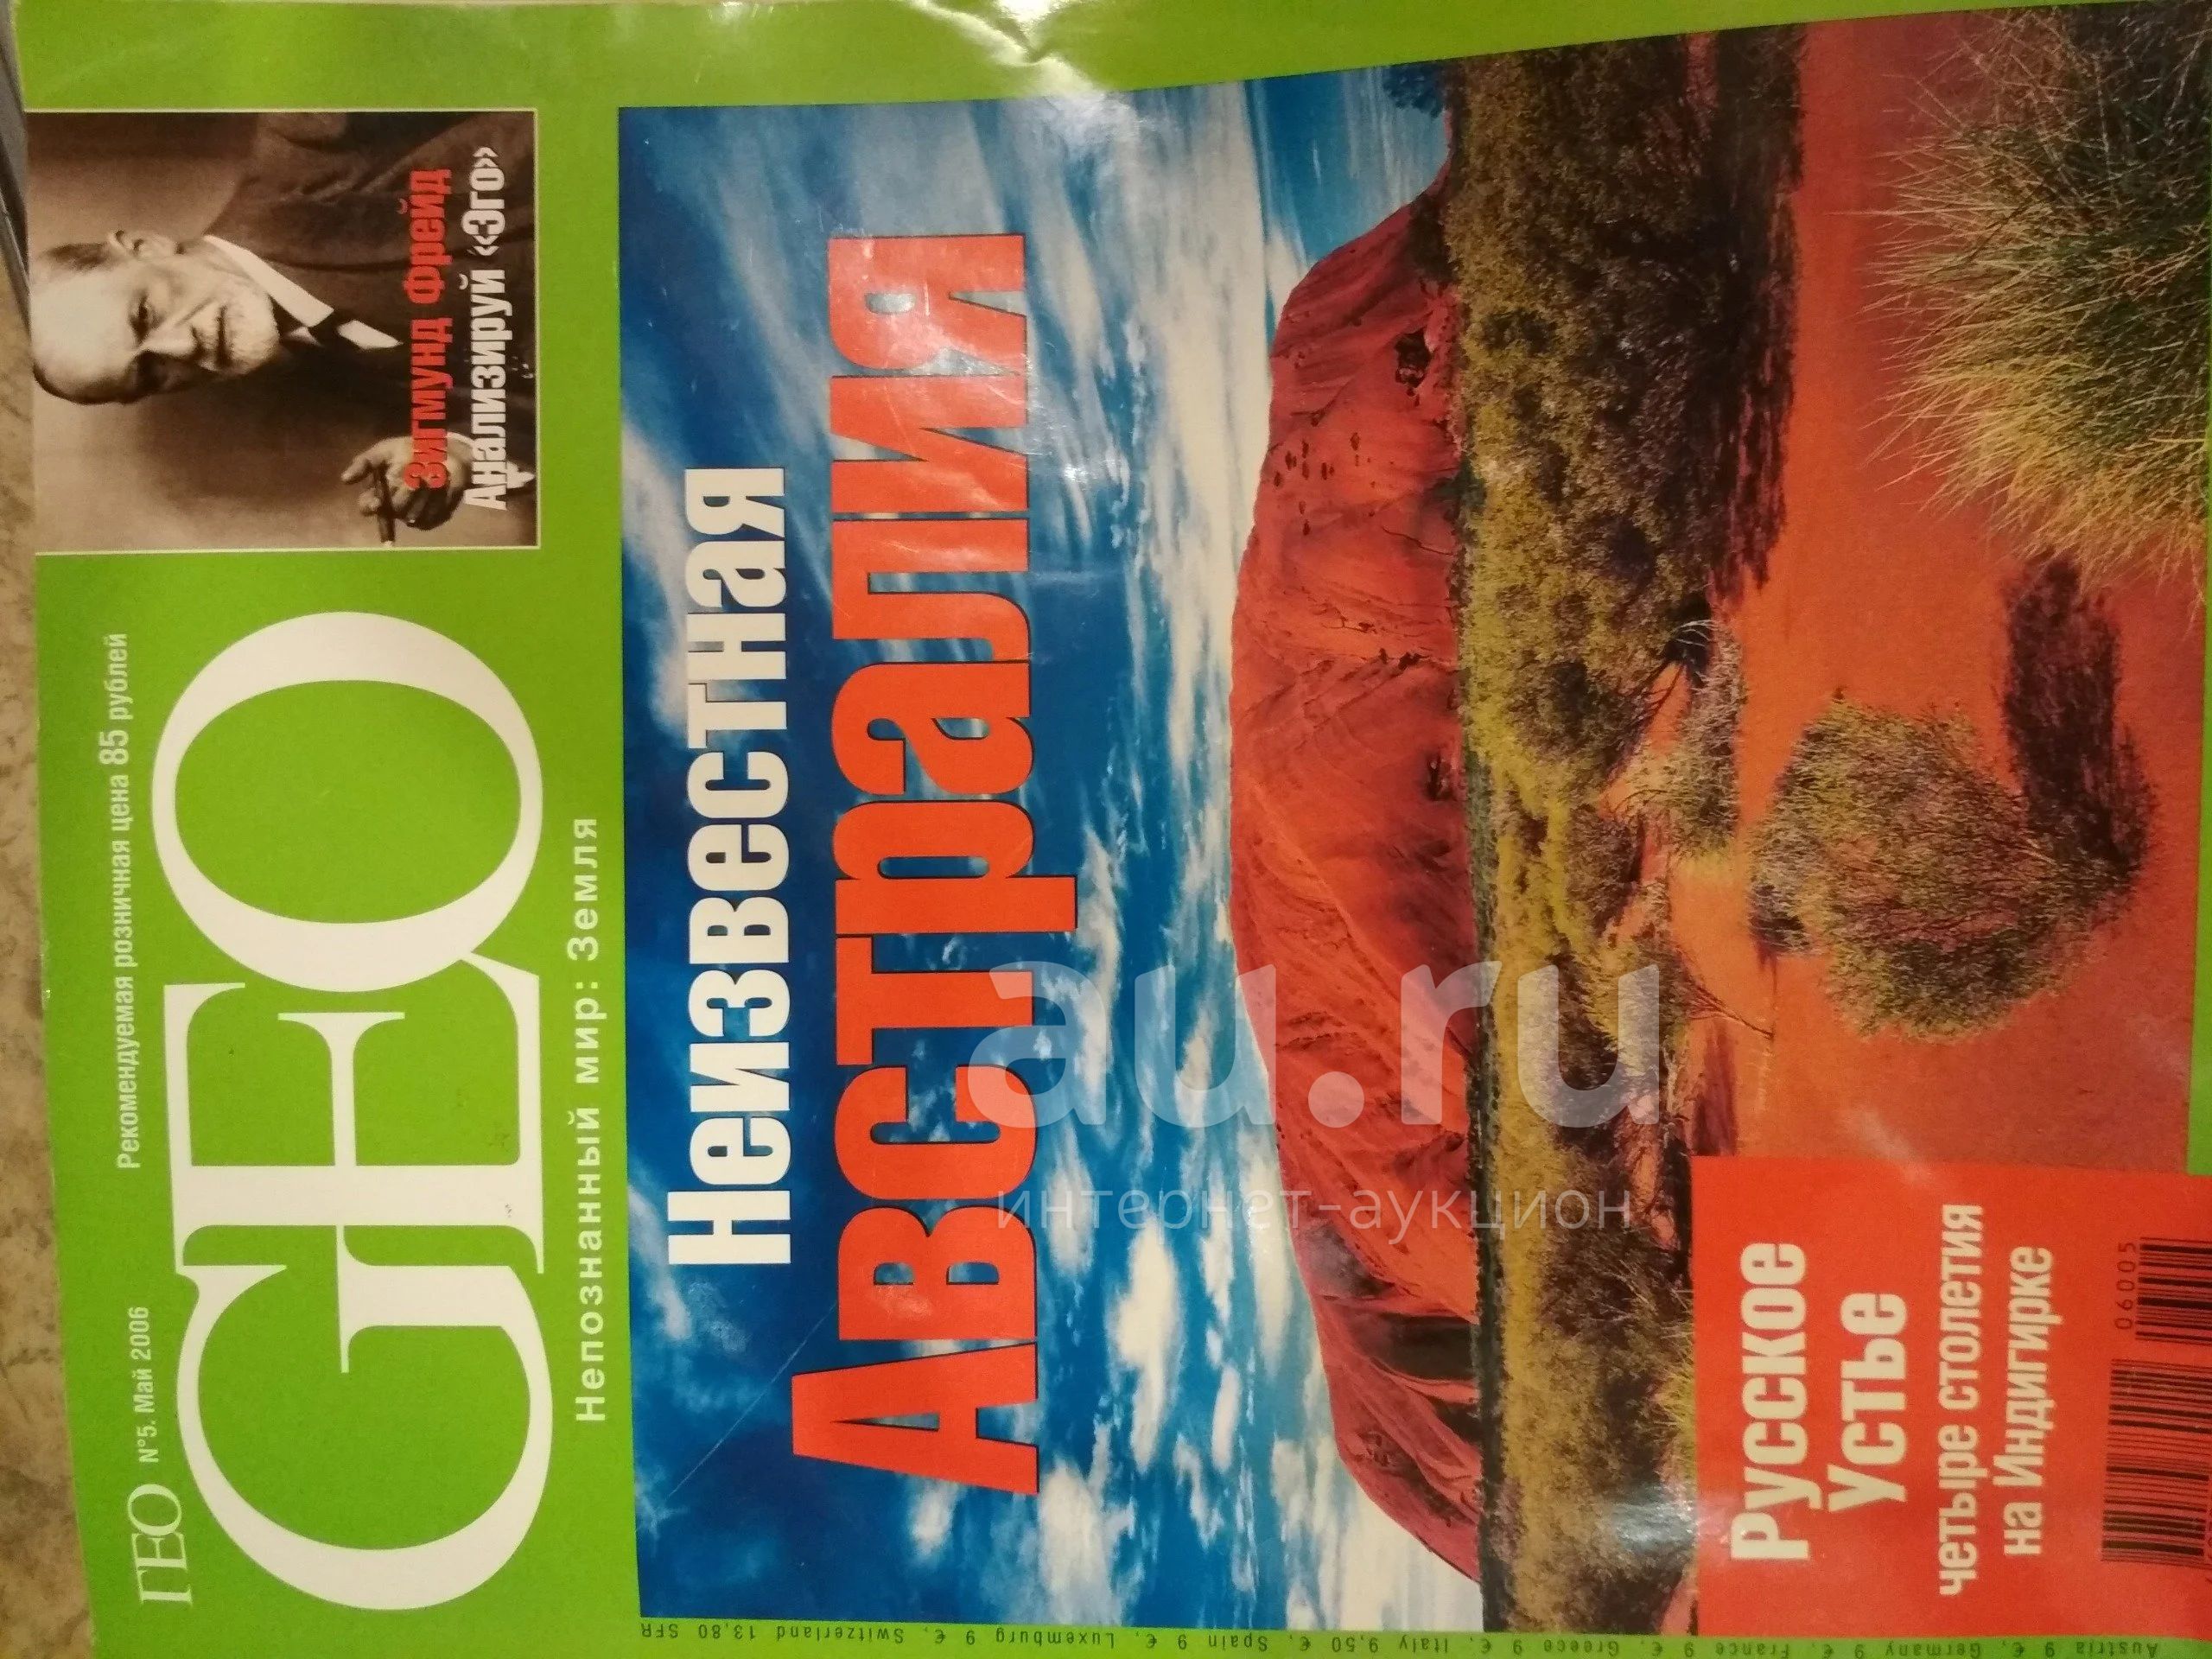 ГЕО №5. Май 2006
Рекомендуемая розничная цена 85 рублей
GEO
Непознанный мир: Земля
Зигмунд Фрейд
Анализируй «Эго»
Неизвестная
Австралия
Русское
Устье
четыре столетия
на Индигирке
06005
Austria 9 €, Germany 9 €, France 9 €, Greece 9 €, Italy 9,50 €, Spain 9 €, Luxemburg 9 €, Switzerland 13,80 SFR
au.ru
интернет-аукцион